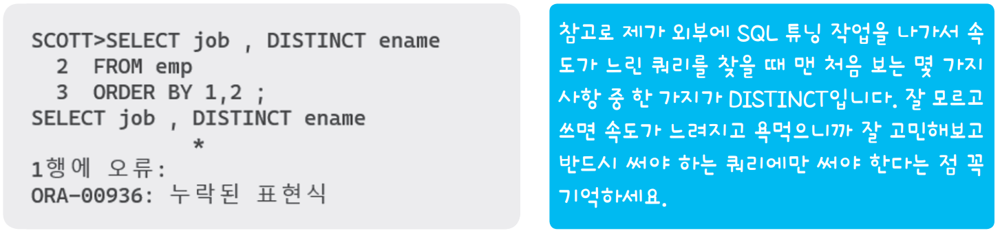 SCOTT>SELECT job , DISTINCT ename
2 FROM emp
3 ORDER BY 1,2 ;
SELECT job , DISTINCT ename
*
1행에 오류:
ORA-00936: 누락된 표현식
참고로 제가 외부에 SQL 튜닝 작업을 나가서 속
도가 느린 쿼리를 찾을 때 맨 처음 보는 몇 가지
사항 중 한 가지가 DISTINCT입니다. 잘 모르고
쓰면 속도가 느려지고 욕먹으니까 잘 고민해보고
반드시 써야 하는 쿼리에만 써야 한다는 점 꼭
기억하세요.